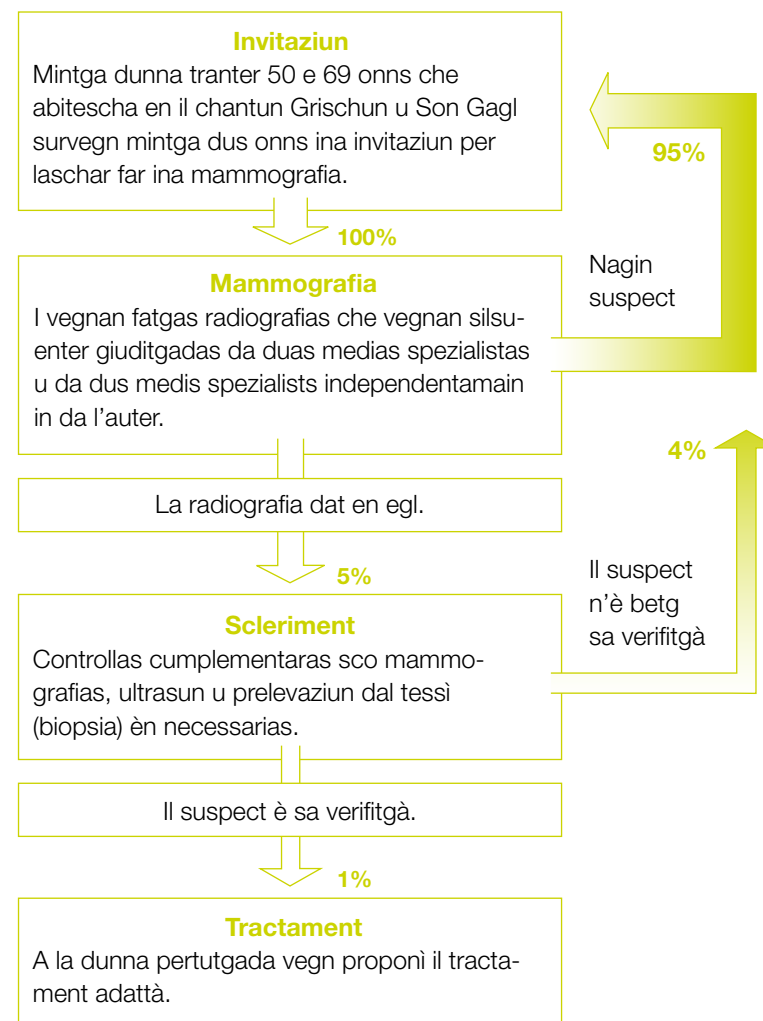 Invitaziun
Mintga dunna tranter 50 e 69 onns che
abitescha en il chantun Grischun u Son Gagl
survegn mintga dus onns ina invitaziun per
laschar far ina mammografia.
95%
100%
Nagin
suspect
Mammografia
I vegnan fatgas radiografias che vegnan silsu-
enter giuditgadas da duas medias spezialistas
u da dus medis spezialists independentamain
in da l'auter.
4%
La radiografia dat en egl.
5%
Il suspect
n'è betg
sa verifitgà
Scleriment
Controllas cumplementaras sco mammo-
grafias, ultrasun u prelevaziun dal tessì
(biopsia) èn necessarias.
Il suspect è sa verifitgà.
1%
Tractament
A la dunna pertutgada vegn proponì il tracta-
ment adattà.